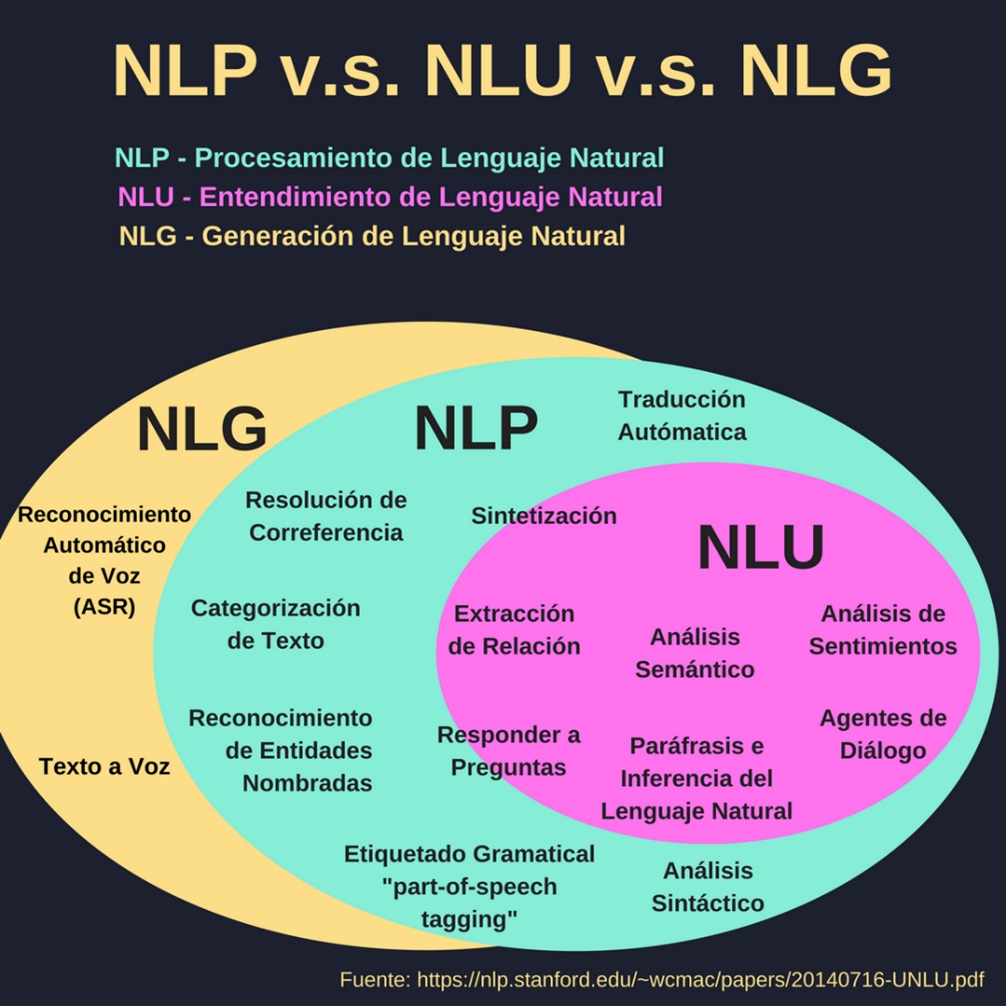 NLP v.s. NLU v.s. NLG
NLP - Procesamiento de Lenguaje Natural
NLU - Entendimiento de Lenguaje Natural
NLG - Generación de Lenguaje Natural
NLG
Reconocimiento
Automático
de Voz
(ASR)
Texto a Voz
NLP
Traducción
Autómatica
Resolución de
Correferencia
Sintetización
Categorización
de Texto
Reconocimiento
de Entidades
Nombradas
Etiquetado Gramatical
"part-of-speech
tagging"
Análisis
Sintáctico
NLU
Extracción
de Relación
Análisis
Semántico
Análisis de
Sentimientos
Responder a
Preguntas
Paráfrasis e
Inferencia del
Lenguaje Natural
Agentes de
Diálogo
Fuente: https://nlp.stanford.edu/~wcmac/papers/20140716-UNLU.pdf